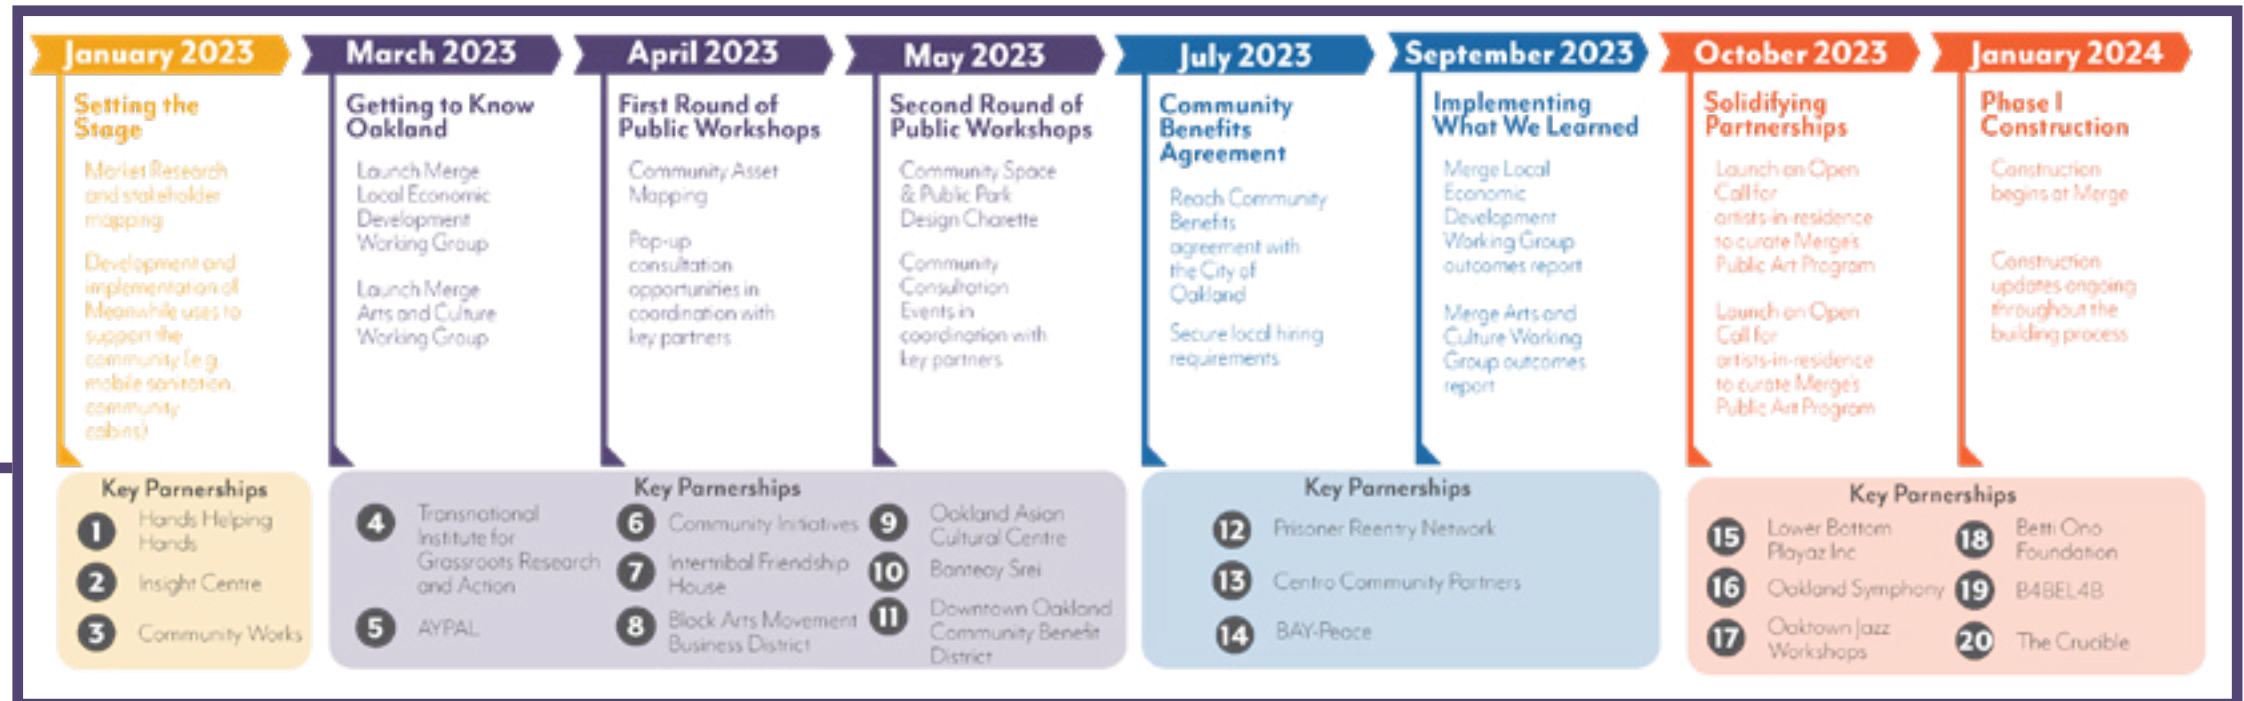 January 2023
Setting the
Stage
Market Research
and stakeholder
mapping
Development and
implementation of
Meanwhile uses to
support the
community (e.g.
mobile sanitation,
community
cabins)
March 2023
Getting to Know
Oakland
Launch Merge
Local Economic
Development
Working Group
Launch Merge
Arts and Culture
Working Group
April 2023
First Round of
Public Workshops
Community Asset
Mapping
Pop-up
consultation
opportunities in
coordination with
key partners
May 2023
Second Round of
Public Workshops
Community Space
& Public Park
Design Charette
Community
Consultation
Events in
coordination with
key partners
July 2023
Community
Benefits
Agreement
Reach Community
Benefits
agreement with
the City of
Oakland
Secure local hiring
requirements
September 2023
Implementing
What We Learned
Merge Local
Economic
Development
Working Group
outcomes report
Merge Arts and
Culture Working
Group outcomes
report
October 2023
Solidifying
Partnerships
Launch an Open
Call for
artists-in-residence
to curate Merge's
Public Art Program
Launch an Open
Call for
artists-in-residence
to curate Merge's
Public Art Program
January 2024
Phase I
Construction
Construction
begins at Merge
Construction
updates ongoing
throughout the
building process
Key Parnerships
1 Hands Helping
Hands
2 Insight Centre
3 Community Works
Key Parnerships
4 Transnational
Institute for
Grassroots Research
and Action
5 AYPAL
6 Community Initiatives
7 Intertribal Friendship
House
8 Black Arts Movement
Business District
9 Oakland Asian
Cultural Centre
10 Banteay Srei
11 Downtown Oakland
Community Benefit
District
Key Parnerships
12 Prisoner Reentry Network
13 Centro Community Partners
14 BAY-Peace
Key Parnerships
15 Lower Bottom
Playaz Inc
16 Oakland Symphony
17 Oaktown Jazz
Workshops
18 Betti Ono
Foundation
19 B4BEL4B
20 The Crucible